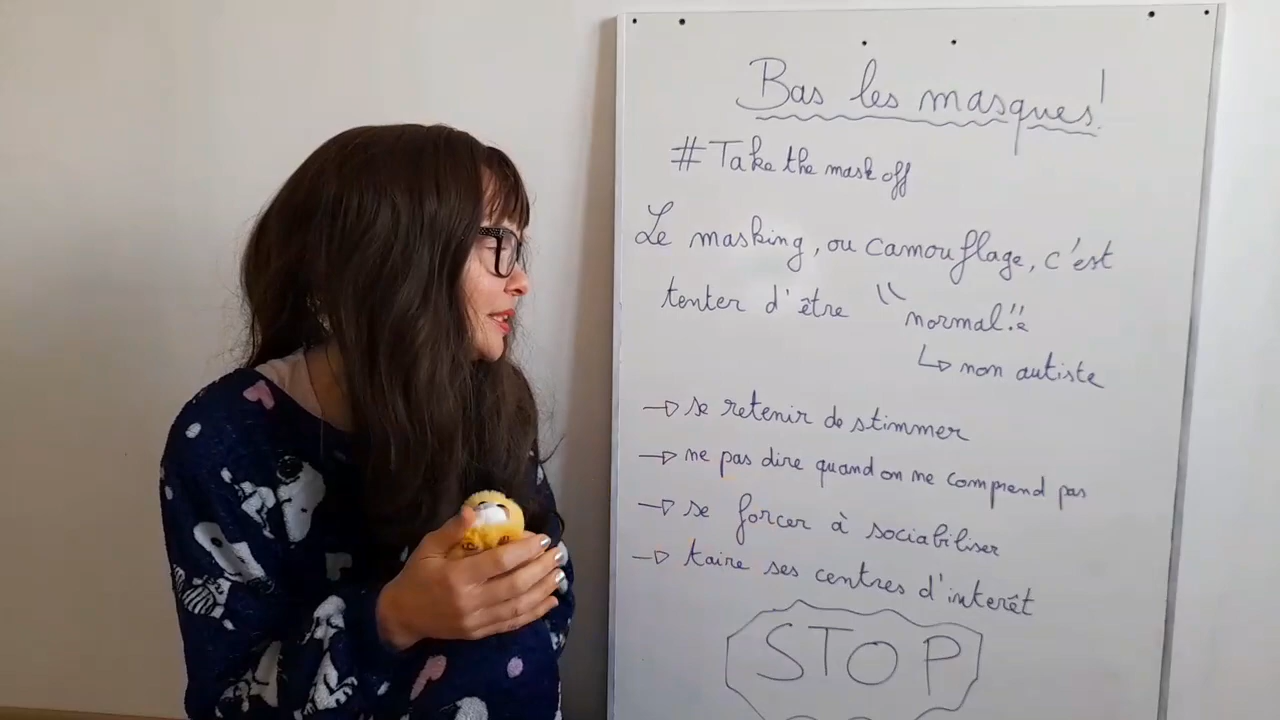 Bas les masques!
# Take the mask off
Le masking, ou camouflage, c'est
tenter d'être "normal!!"
↳ non autiste
→ se retenir de stimmer
→ ne pas dire quand on ne comprend pas
→ se forcer à sociabiliser
→ taire ses centres d'interêt
STOP